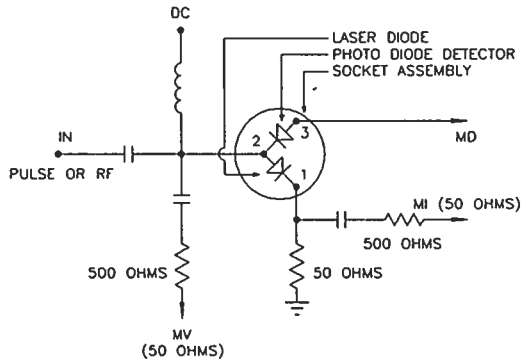 DC
LASER DIODE
PHOTO DIODE DETECTOR
SOCKET ASSEMBLY
IN
2
3
MD
PULSE OR RF
1
MI (50 OHMS)
500 OHMS
500 OHMS
50 OHMS
MV
(50 OHMS)